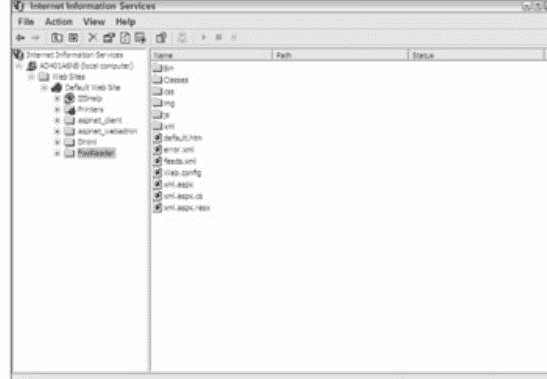 Internet Information Services
File Action View Help
Internet Information Services
(local computer)
Web Sites
Default Web Site
IISHelp
Printers
aspnet_client
aspnet_webadmin
Name Path Status
bin
Classes
css
img
js
xml
default.htm
error.xml
feeds.xml
Web.config
xml.aspx
xml.aspx.cs
xml.aspx.resx